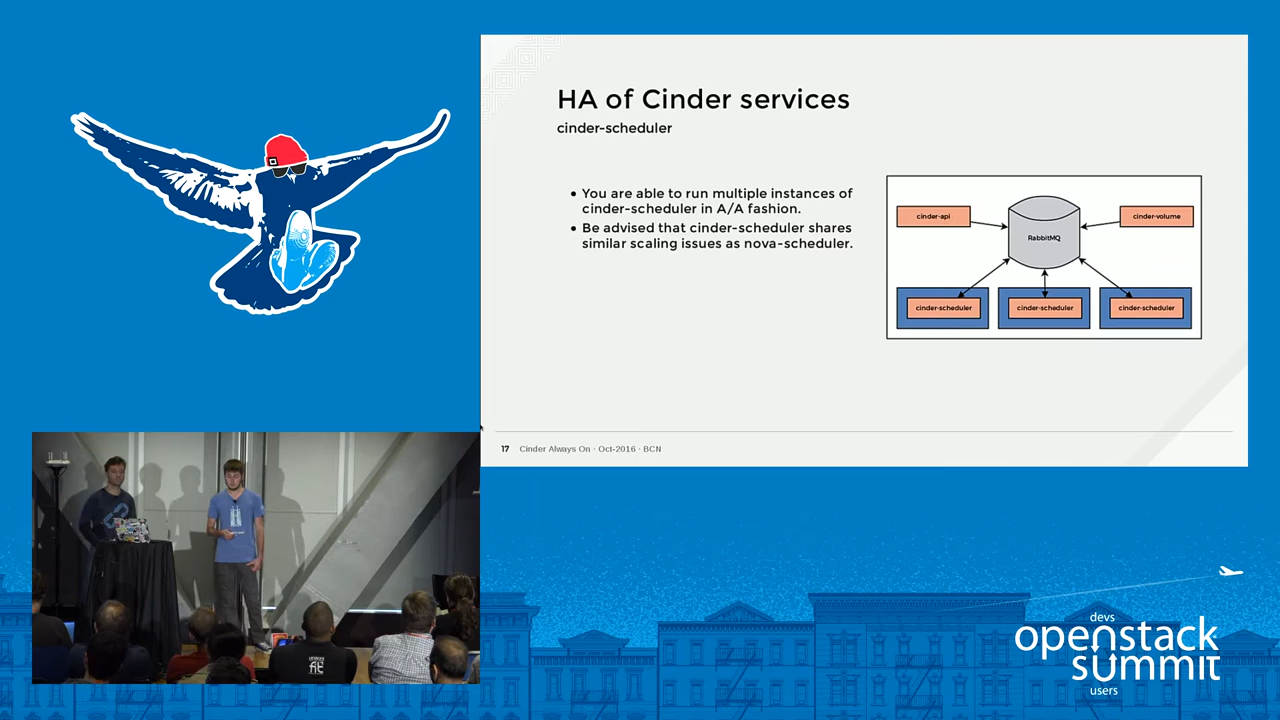 HA of Cinder services
cinder-scheduler
• You are able to run multiple instances of
cinder-scheduler in A/A fashion.
• Be advised that cinder-scheduler shares
similar scaling issues as nova-scheduler.
cinder-api
RabbitMQ
cinder-volume
cinder-scheduler
cinder-scheduler
cinder-scheduler
17 Cinder Always On · Oct-2016 · BCN
devs
openstack
summit
users